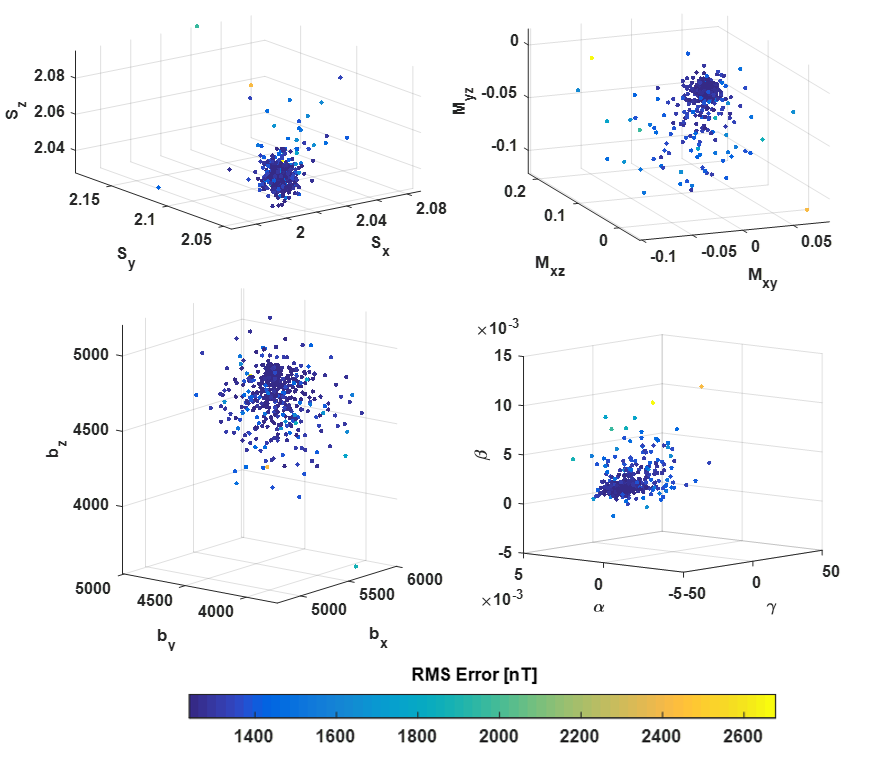 2.08
2.06
2.04
S_z
2.15
2.1
2.05
S_y
2
2.04
2.08
S_x
0
-0.05
-0.1
M_yz
0.2
0.1
0
M_xz
-0.1
-0.05
0
0.05
M_xy
5000
4500
4000
b_z
5000
4500
4000
b_y
5000
5500
6000
b_x
×10^-3
15
10
5
0
-5
β
5
0
-5
×10^-3
α
-50
0
50
γ
RMS Error [nT]
1400 1600 1800 2000 2200 2400 2600